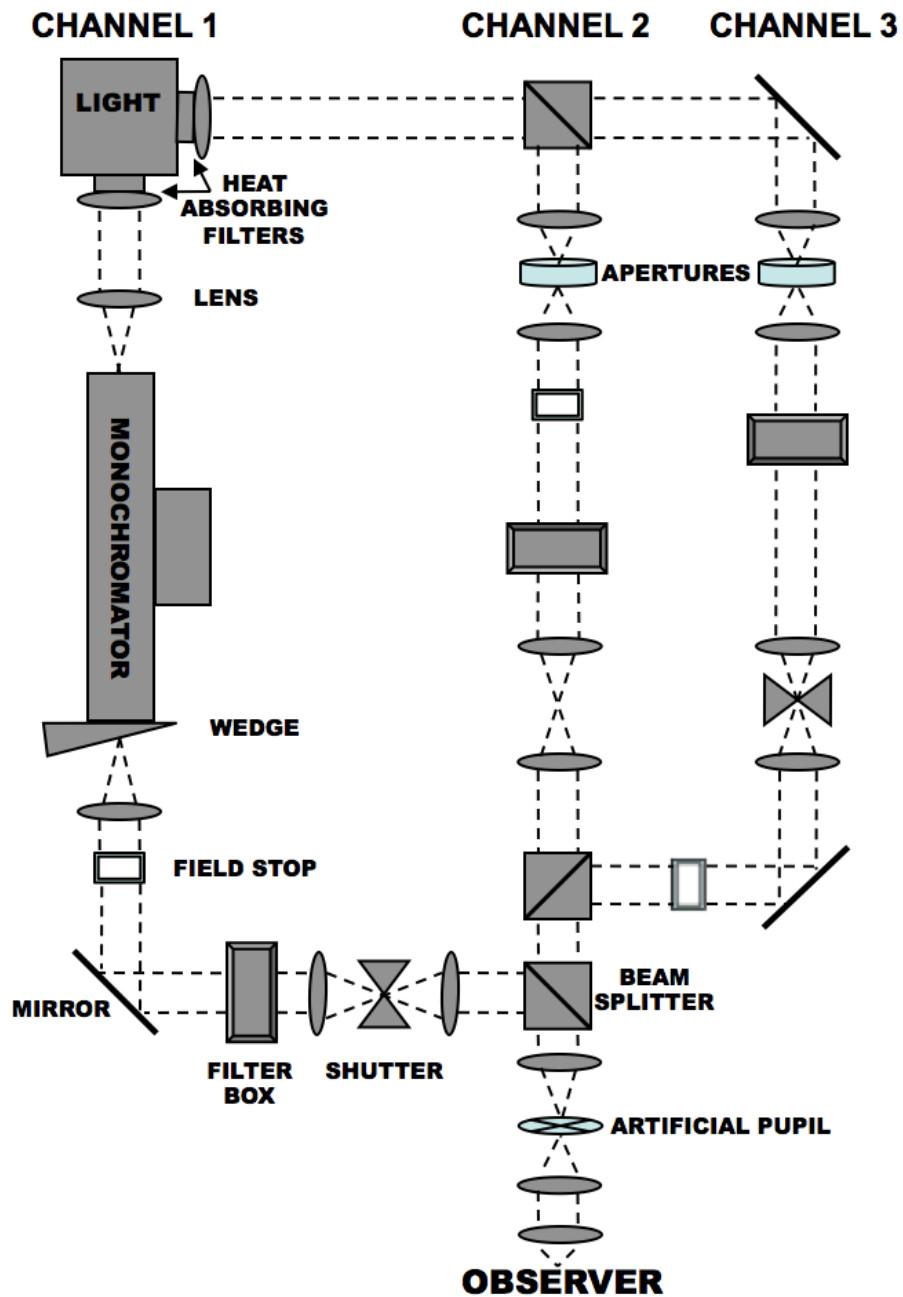 CHANNEL 1
CHANNEL 2
CHANNEL 3
LIGHT
HEAT
ABSORBING
FILTERS
APERTURES
LENS
MONOCHROMATOR
WEDGE
FIELD STOP
MIRROR
BEAM
SPLITTER
FILTER
BOX
SHUTTER
ARTIFICIAL PUPIL
OBSERVER